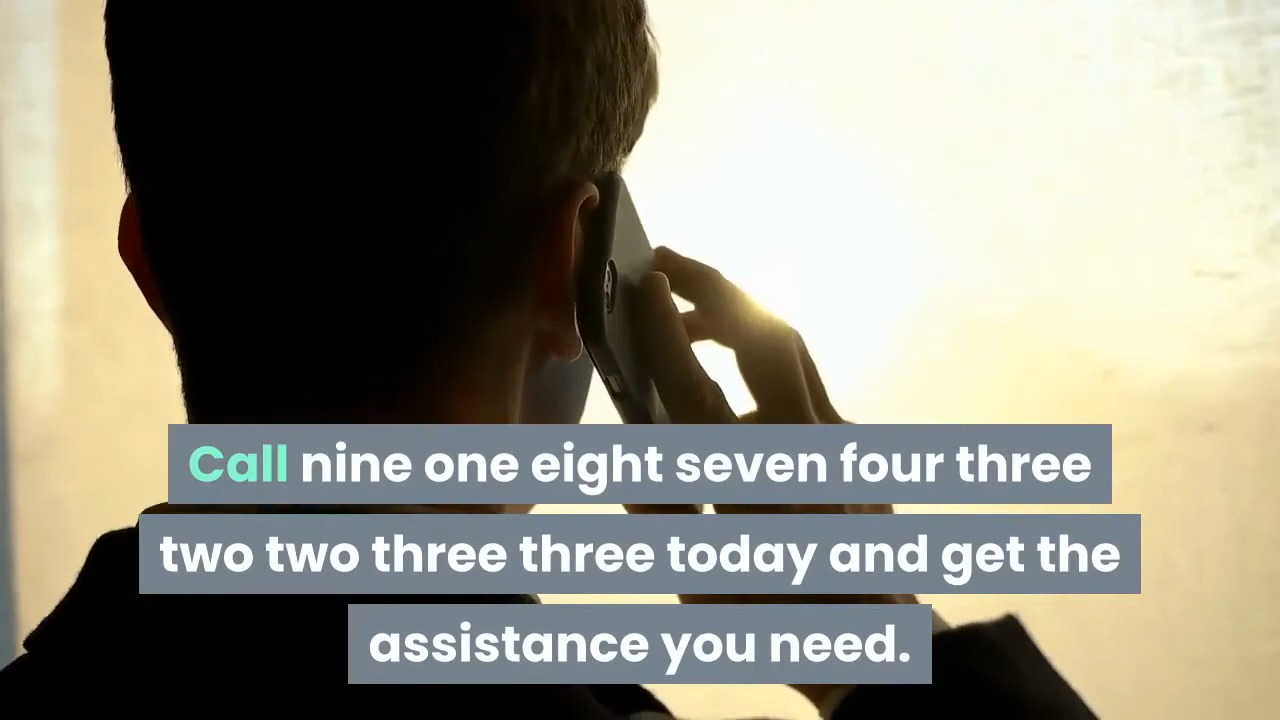 Call nine one eight seven four three
two two three three today and get the
assistance you need.